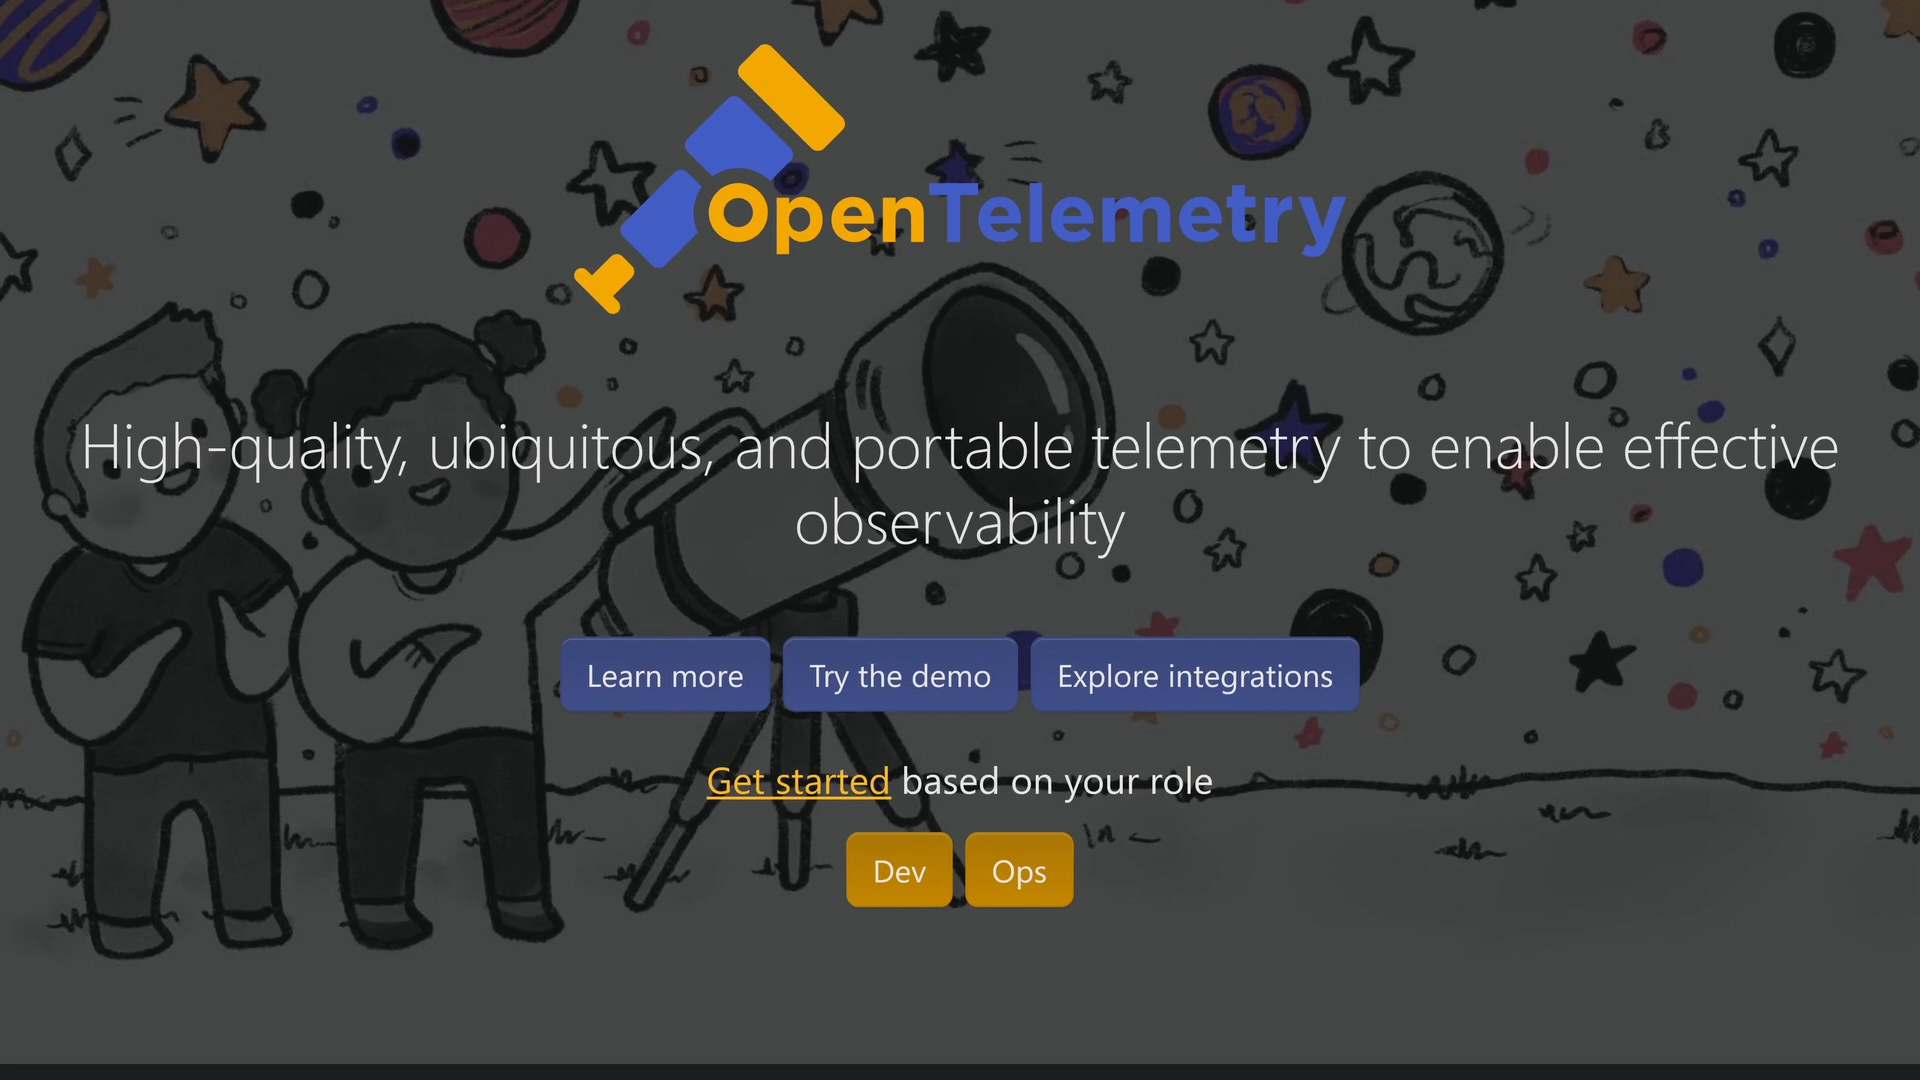 OpenTelemetry
High-quality, ubiquitous, and portable telemetry to enable effective
observability
Learn more
Try the demo
Explore integrations
Get started based on your role
Dev
Ops